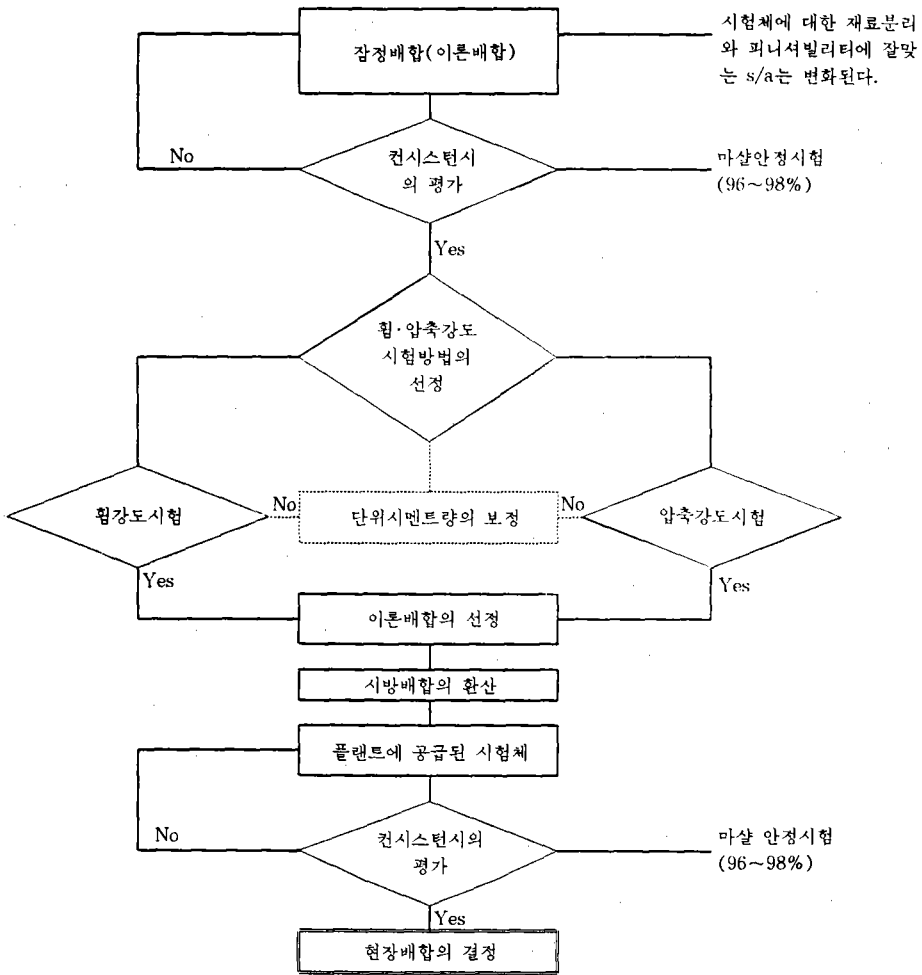 잠정배합(이론배합)
시험체에 대한 재료분리
와 피니셔빌리티에 잘맞
는 s/a는 변화된다.
No
컨시스턴시
의 평가
마샬안정시험
(96~98%)
Yes
휨·압축강도
시험방법의
선정
휨강도시험
No
단위시멘트량의 보정
No
압축강도시험
Yes
Yes
이론배합의 선정
시방배합의 환산
플랜트에 공급된 시험체
No
컨시스턴시의
평가
마샬 안정시험
(96~98%)
Yes
현장배합의 결정